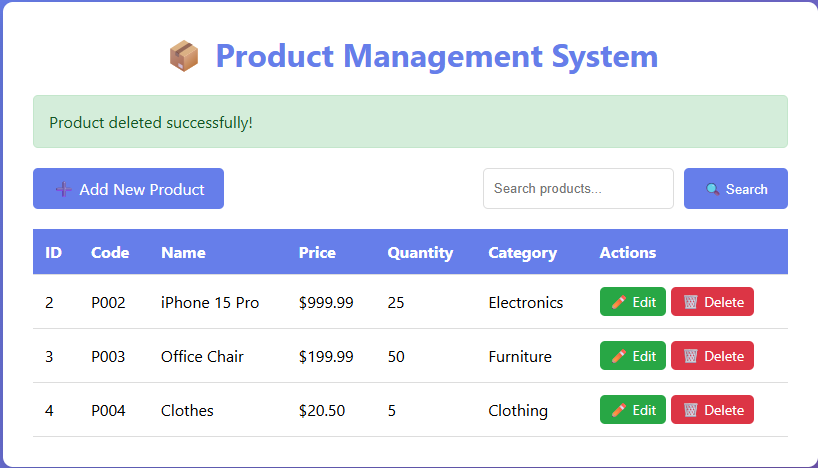 📦 Product Management System
Product deleted successfully!
➕ Add New Product Search products... 🔍 Search
ID Code Name Price Quantity Category Actions
2 P002 iPhone 15 Pro $999.99 25 Electronics ✏️ Edit 🗑️ Delete
3 P003 Office Chair $199.99 50 Furniture ✏️ Edit 🗑️ Delete
4 P004 Clothes $20.50 5 Clothing ✏️ Edit 🗑️ Delete